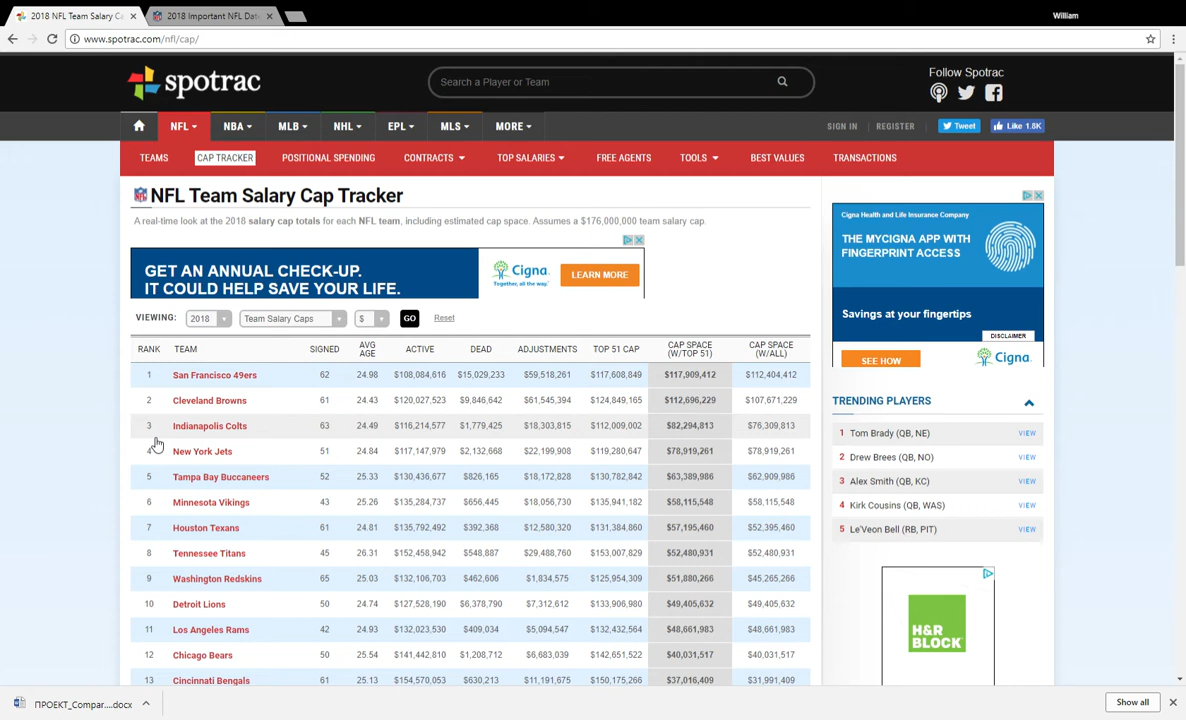 2018 NFL Team Salary Ca
2018 Important NFL Dat
William
www.spotrac.com/nfl/cap/
spotrac
Search a Player or Team
Follow Spotrac
NFL NBA MLB NHL EPL MLS MORE
SIGN IN REGISTER Tweet Like 1.8K
TEAMS CAP TRACKER POSITIONAL SPENDING CONTRACTS TOP SALARIES FREE AGENTS TOOLS BEST VALUES TRANSACTIONS
NFL Team Salary Cap Tracker
A real-time look at the 2018 salary cap totals for each NFL team, including estimated cap space. Assumes a $176,000,000 team salary cap.
GET AN ANNUAL CHECK-UP.
IT COULD HELP SAVE YOUR LIFE.
Cigna
Together, all the way.
LEARN MORE
VIEWING: 2018 Team Salary Caps $ GO Reset
RANK TEAM SIGNED AVG AGE ACTIVE DEAD ADJUSTMENTS TOP 51 CAP CAP SPACE (W/TOP 51) CAP SPACE (W/ALL)
1 San Francisco 49ers 62 24.98 $108,084,616 $15,029,233 $59,518,261 $117,608,849 $117,909,412 $112,404,412
2 Cleveland Browns 61 24.43 $120,027,523 $9,846,642 $61,545,394 $124,849,165 $112,696,229 $107,671,229
3 Indianapolis Colts 63 24.49 $116,214,577 $1,779,425 $18,303,815 $112,009,002 $82,294,813 $76,309,813
4 New York Jets 51 24.84 $117,147,979 $2,132,668 $22,199,908 $119,280,647 $78,919,261 $78,919,261
5 Tampa Bay Buccaneers 52 25.33 $130,436,677 $826,165 $18,172,828 $130,782,842 $63,389,986 $62,909,986
6 Minnesota Vikings 43 25.26 $135,284,737 $656,445 $18,056,730 $135,941,182 $58,115,548 $58,115,548
7 Houston Texans 61 24.81 $135,792,492 $392,368 $12,580,320 $131,384,860 $57,195,460 $52,395,460
8 Tennessee Titans 45 26.31 $152,458,942 $548,887 $29,488,760 $153,007,829 $52,480,931 $52,480,931
9 Washington Redskins 65 25.03 $132,106,703 $462,606 $1,834,575 $125,954,309 $51,880,266 $45,265,266
10 Detroit Lions 50 24.74 $127,528,190 $6,378,790 $7,312,612 $133,906,980 $49,405,632 $49,405,632
11 Los Angeles Rams 42 24.93 $132,023,530 $409,034 $5,094,547 $132,432,564 $48,661,983 $48,661,983
12 Chicago Bears 50 25.54 $141,442,810 $1,208,712 $6,683,039 $142,651,522 $40,031,517 $40,031,517
13 Cincinnati Bengals 61 25.13 $154,570,053 $630,213 $11,191,675 $150,175,266 $37,016,409 $31,991,409
Cigna Health and Life Insurance Company
THE MYCIGNA APP WITH
FINGERPRINT ACCESS
Savings at your fingertips
DISCLAIMER
SEE HOW
Cigna
TRENDING PLAYERS
1 Tom Brady (QB, NE) VIEW
2 Drew Brees (QB, NO) VIEW
3 Alex Smith (QB, KC) VIEW
4 Kirk Cousins (QB, WAS) VIEW
5 Le'Veon Bell (RB, PIT) VIEW
H&R
BLOCK
ПРОЕКТ_Compar....docx
Show all